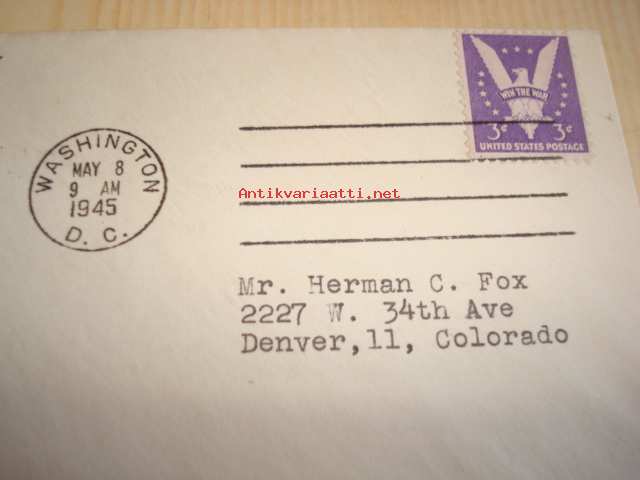 WASHINGTON
MAY 8
9 AM
1945
D. C.
WIN THE WAR
3¢ 3¢
UNITED STATES POSTAGE
Antikvariaatti.net
Mr. Herman C. Fox
2227 W. 34th Ave
Denver,11, Colorado